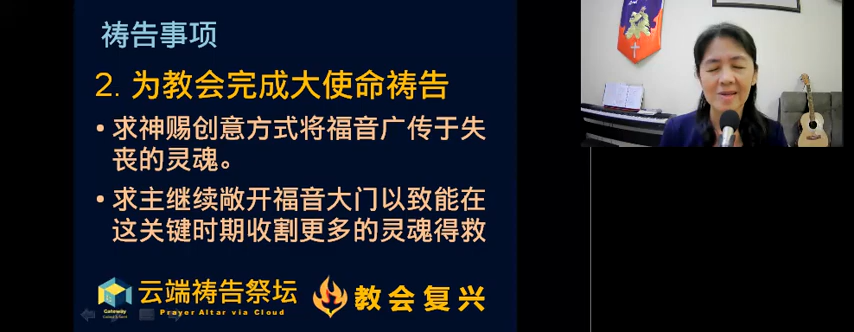 祷告事项
2. 为教会完成大使命祷告
• 求神赐创意方式将福音广传于失
丧的灵魂。
• 求主继续敞开福音大门以致能在
这关键时期收割更多的灵魂得救
云端祷告祭坛
Prayer Altar via Cloud
Gateway
教会复兴